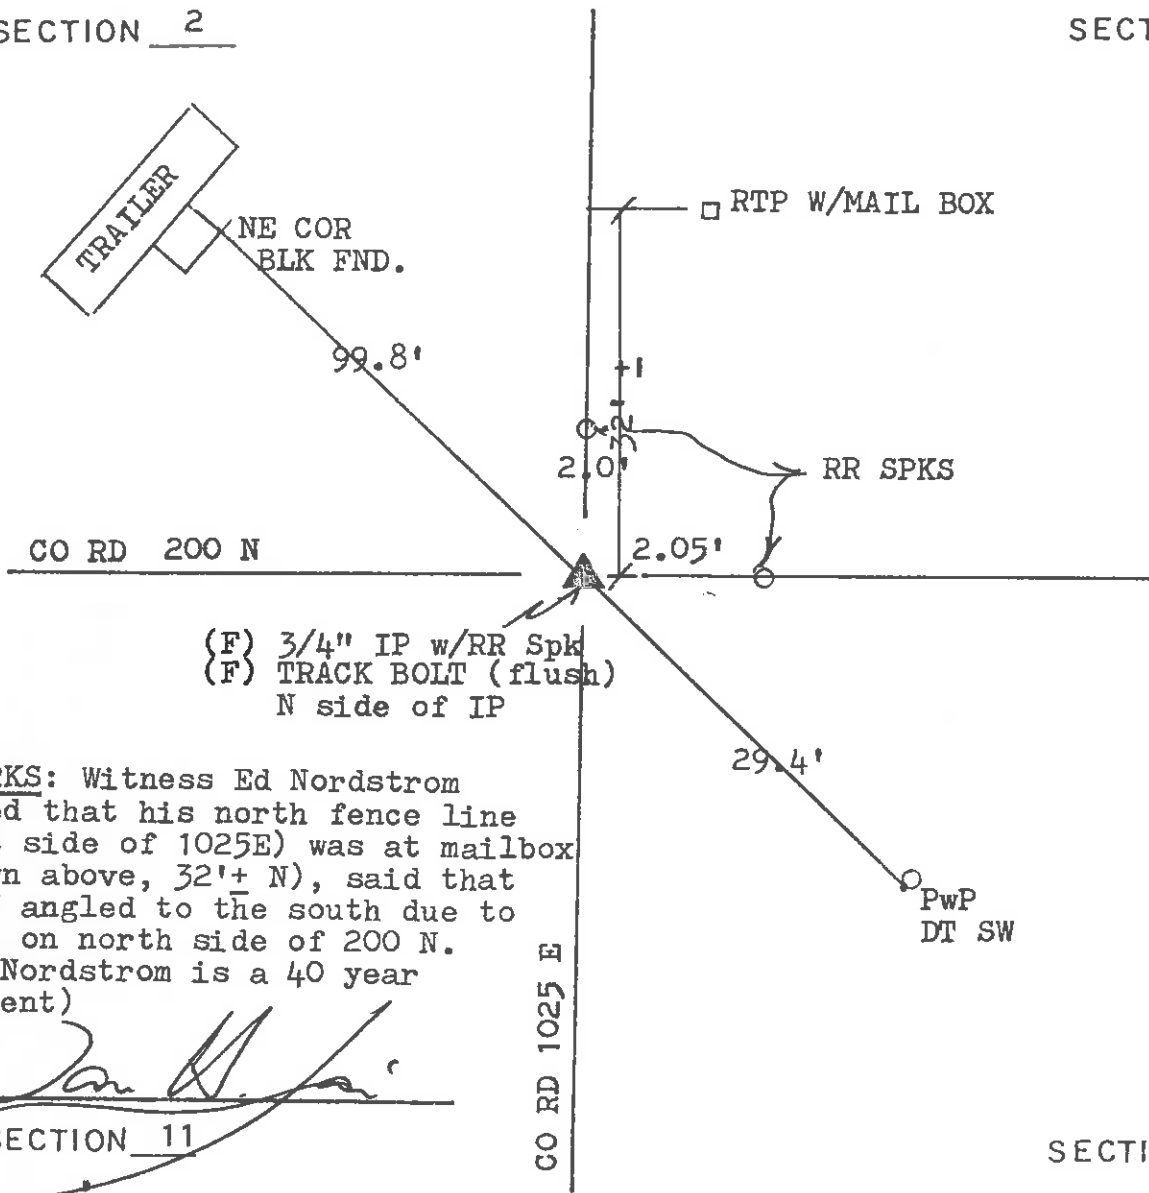 SECTION 2
SECT
TRAILER
NE COR
BLK FND.
RTP W/MAIL BOX
99.8'
32'+-
2.0'
RR SPKS
CO RD 200 N
2.05'
(F) 3/4" IP w/RR Spk
(F) TRACK BOLT (flush)
N side of IP
29.4'
PwP
DT SW
RKS: Witness Ed Nordstrom
ed that his north fence line
side of 1025E) was at mailbox
n above, 32'± N), said that
angled to the south due to
on north side of 200 N.
Nordstrom is a 40 year
ent)
CO RD 1025 E
SECTION 11
SECTI